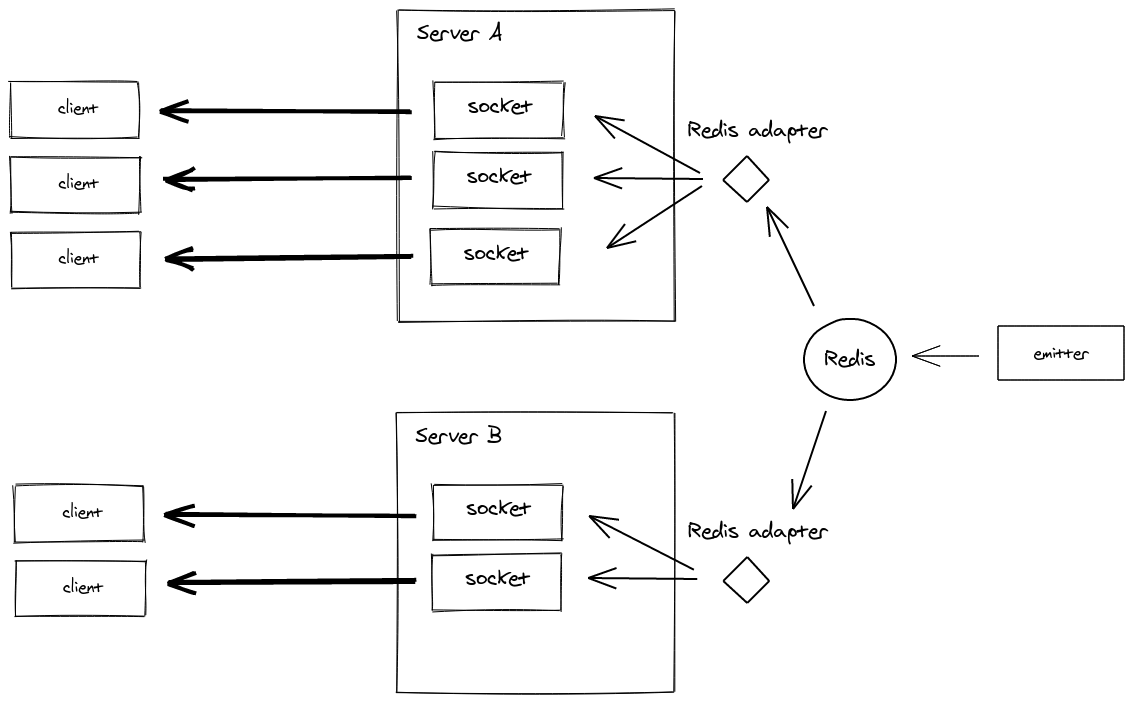 Server A
client
socket
Redis adapter
client
socket
client
socket
Redis
emitter
Server B
client
socket
Redis adapter
client
socket